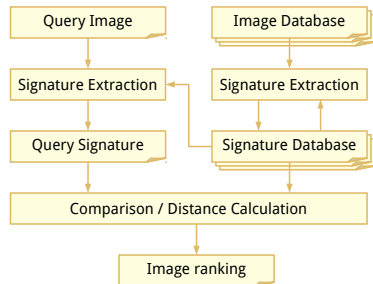 Query Image
Image Database
Signature Extraction
Signature Extraction
Query Signature
Signature Database
Comparison / Distance Calculation
Image ranking